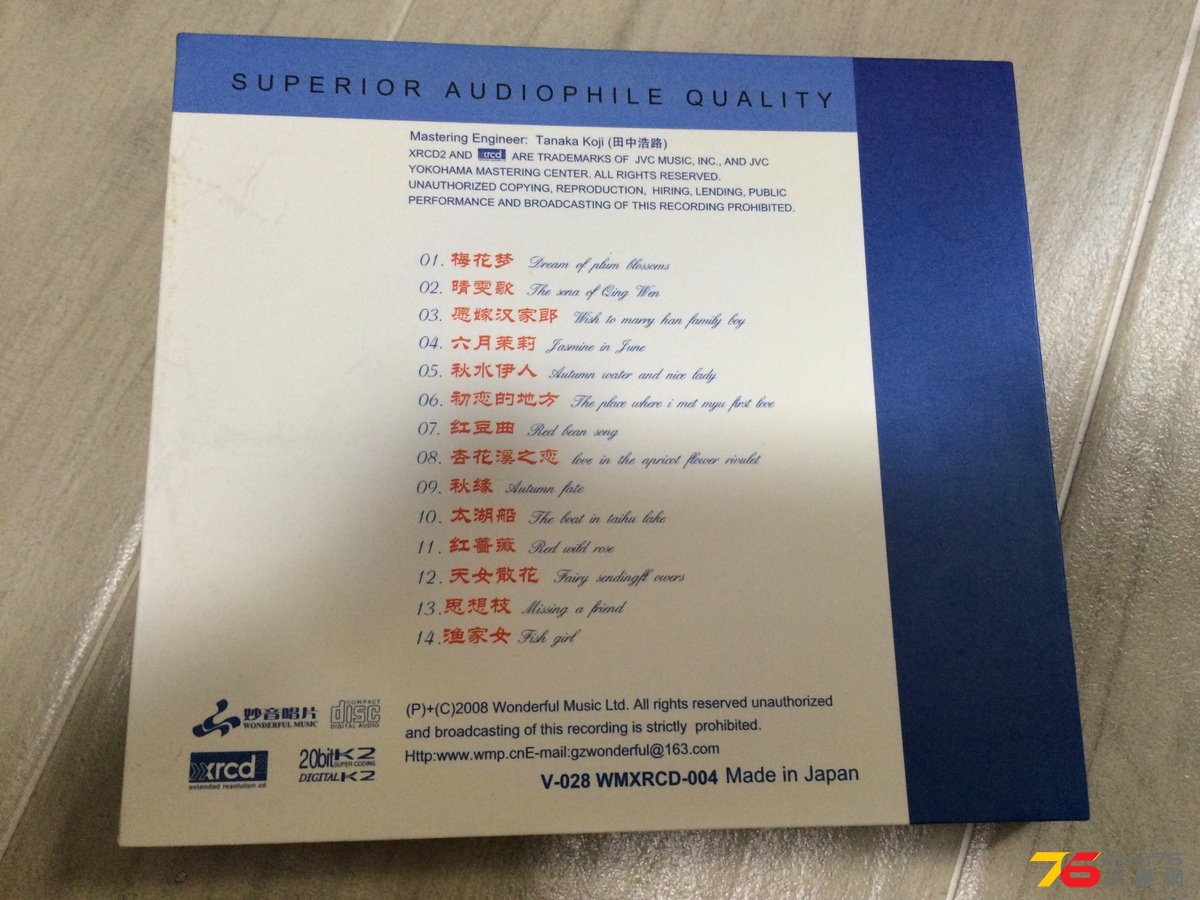 SUPERIOR AUDIOPHILE QUALITY
Mastering Engineer: Tanaka Koji (田中浩路)
XRCD2 AND xrcd ARE TRADEMARKS OF JVC MUSIC, INC., AND JVC
YOKOHAMA MASTERING CENTER. ALL RIGHTS RESERVED.
UNAUTHORIZED COPYING, REPRODUCTION, HIRING, LENDING, PUBLIC
PERFORMANCE AND BROADCASTING OF THIS RECORDING PROHIBITED.
01. 梅花梦 Dream of plum blossoms
02. 晴雯歌 The sona of Qing Wen
03. 愿嫁汉家郎 Wish to marry han family boy
04. 六月茉莉 Jasmine in June
05. 秋水伊人 Autumn water and nice lady
06. 初恋的地方 The place where i met myu first love
07. 红豆曲 Red bean song
08. 杏花溪之恋 love in the apricot flower rivulet
09. 秋缘 Autumn fate
10. 太湖船 The boat in taihu lake
11. 红蔷薇 Red wild rose
12. 天女散花 Fairy sendingfl owers
13. 思想枝 Missing a friend
14. 渔家女 Fish girl
妙音唱片
WONDERFUL MUSIC
COMPACT
disc
DIGITAL AUDIO
(P)+(C)2008 Wonderful Music Ltd. All rights reserved unauthorized
and broadcasting of this recording is strictly prohibited.
Http:www.wmp.cnE-mail:gzwonderful@163.com
xrcd
extended resolution cd
20bitK2
SUPER CODING
DIGITAL K2
V-028 WMXRCD-004 Made in Japan
76